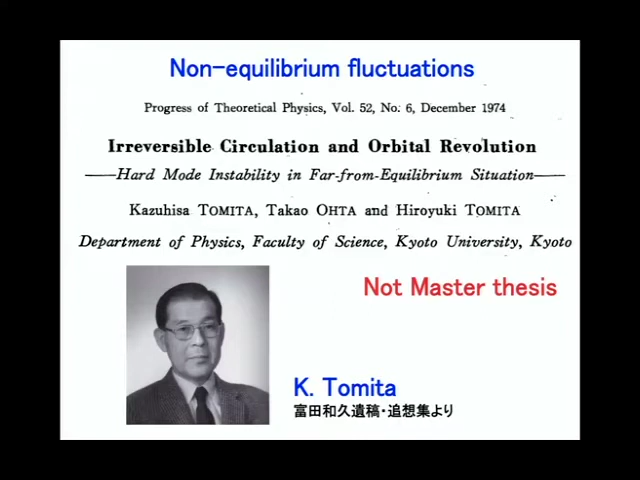 Non-equilibrium fluctuations
Progress of Theoretical Physics, Vol. 52, No. 6, December 1974
Irreversible Circulation and Orbital Revolution
——Hard Mode Instability in Far-from-Equilibrium Situation——
Kazuhisa TOMITA, Takao OHTA and Hiroyuki TOMITA
Department of Physics, Faculty of Science, Kyoto University, Kyoto
Not Master thesis
K. Tomita
富田和久遺稿・追想集より